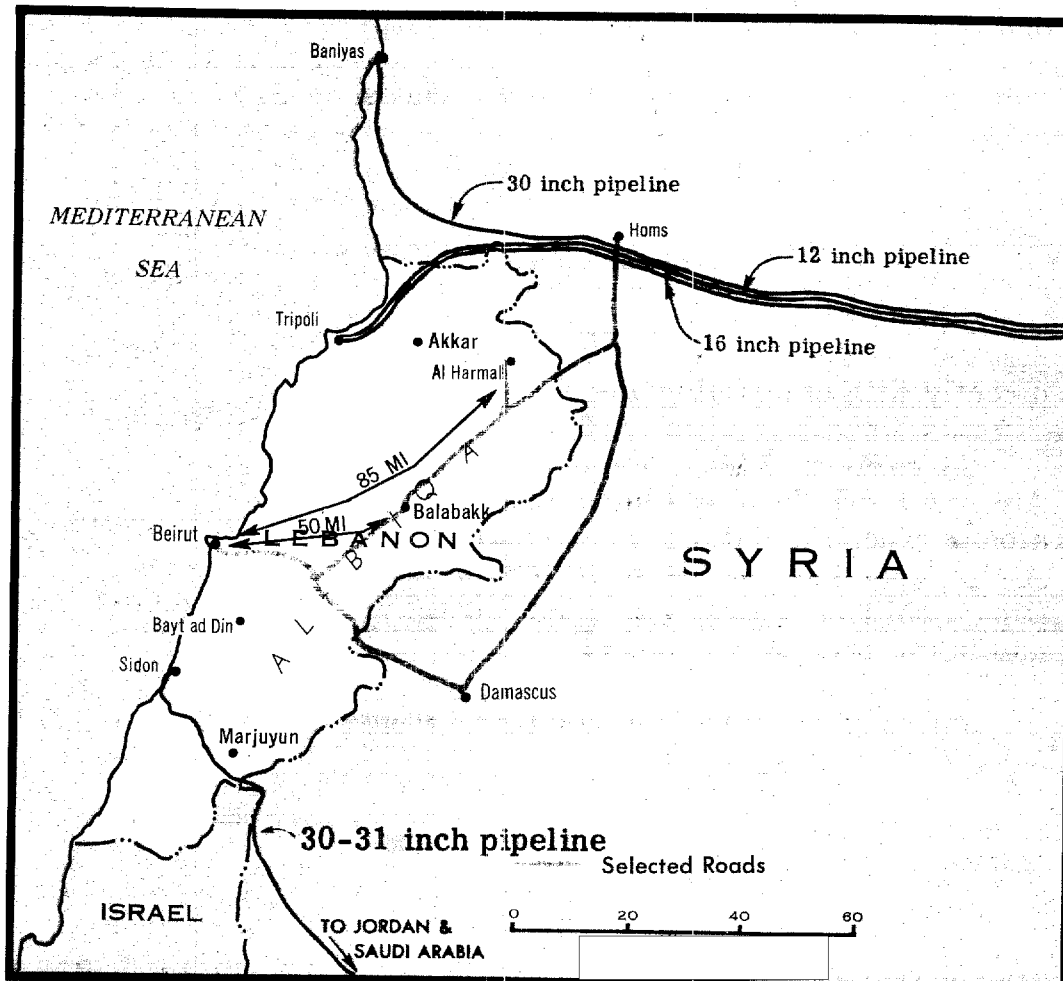 Baniyas
30 inch pipeline
MEDITERRANEAN
SEA
Homs
12 inch pipeline
Tripoli
Akkar
16 inch pipeline
Al Harmal
85 MI
Balabakk
50 MI
Beirut
LEBANON
AL BIQA
SYRIA
Bayt ad Din
Sidon
Damascus
Marjuyun
30-31 inch pipeline
Selected Roads
ISRAEL
0 20 40 60
TO JORDAN &
SAUDI ARABIA